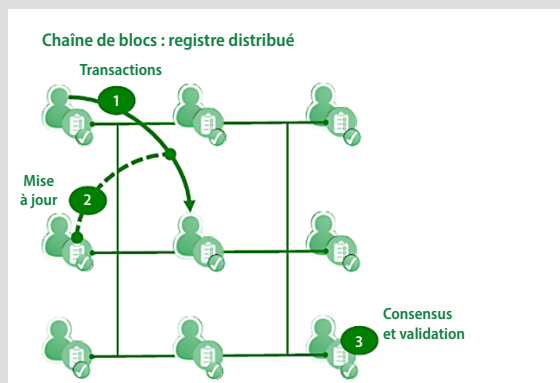 Chaîne de blocs : registre distribué
Transactions
1
Mise
à jour
2
Consensus
et validation
3